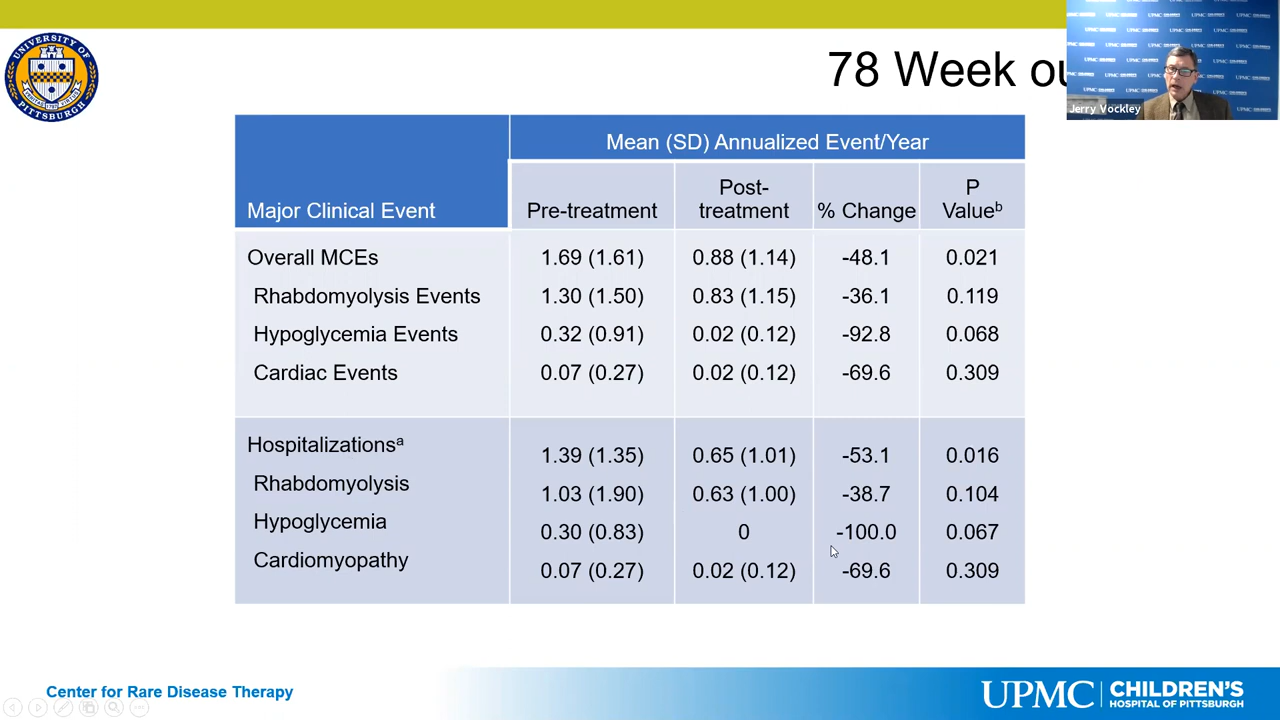 78 Week ou
Jerry Vockley
UNIVERSITY OF
PITTSBURGH
Major Clinical Event
Mean (SD) Annualized Event/Year
Pre-treatment
Post-
treatment
% Change
P
Valueᵇ
Overall MCEs 1.69 (1.61) 0.88 (1.14) -48.1 0.021
Rhabdomyolysis Events 1.30 (1.50) 0.83 (1.15) -36.1 0.119
Hypoglycemia Events 0.32 (0.91) 0.02 (0.12) -92.8 0.068
Cardiac Events 0.07 (0.27) 0.02 (0.12) -69.6 0.309
Hospitalizationsᵃ 1.39 (1.35) 0.65 (1.01) -53.1 0.016
Rhabdomyolysis 1.03 (1.90) 0.63 (1.00) -38.7 0.104
Hypoglycemia 0.30 (0.83) 0 -100.0 0.067
Cardiomyopathy 0.07 (0.27) 0.02 (0.12) -69.6 0.309
Center for Rare Disease Therapy
UPMC
CHILDREN'S
HOSPITAL OF PITTSBURGH